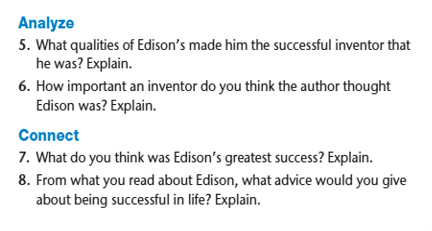 Analyze
5. What qualities of Edison's made him the successful inventor that
he was? Explain.
6. How important an inventor do you think the author thought
Edison was? Explain.
Connect
7. What do you think was Edison's greatest success? Explain.
8. From what you read about Edison, what advice would you give
about being successful in life? Explain.